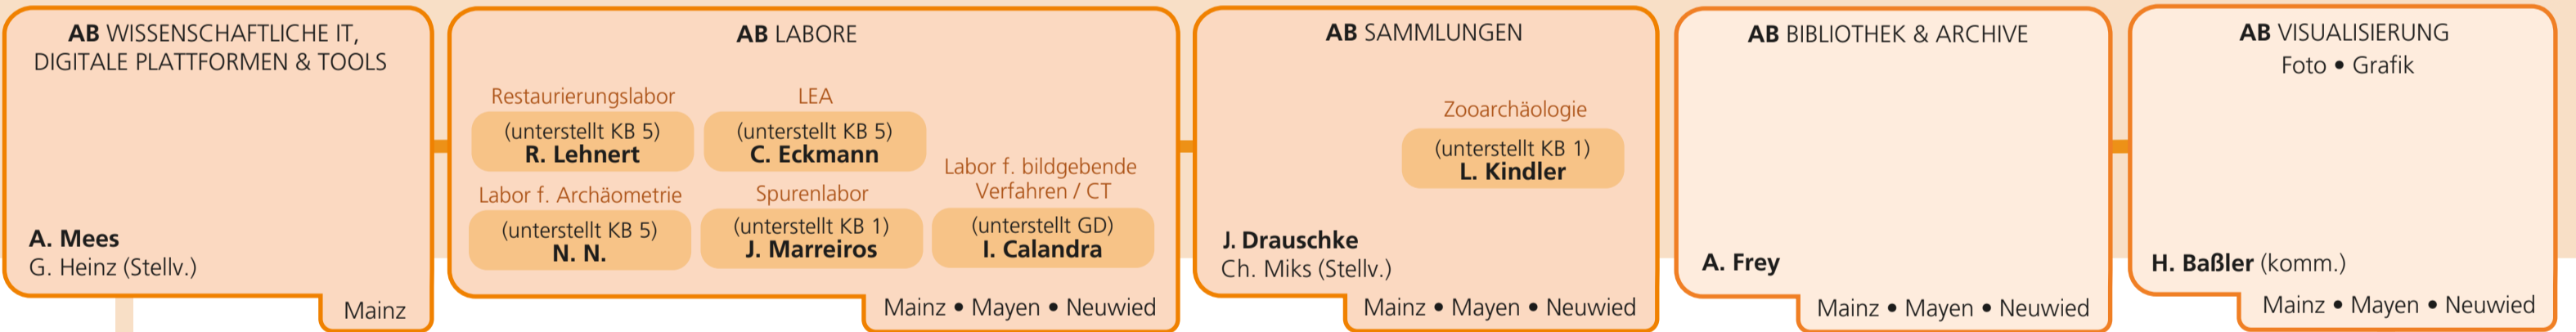 AB WISSENSCHAFTLICHE IT,
DIGITALE PLATTFORMEN & TOOLS
A. Mees
G. Heinz (Stellv.)
Mainz
AB LABORE
Restaurierungslabor
(unterstellt KB 5)
R. Lehnert
LEA
(unterstellt KB 5)
C. Eckmann
Labor f. Archäometrie
(unterstellt KB 5)
N. N.
Spurenlabor
(unterstellt KB 1)
J. Marreiros
Labor f. bildgebende
Verfahren / CT
(unterstellt GD)
I. Calandra
Mainz • Mayen • Neuwied
AB SAMMLUNGEN
Zooarchäologie
(unterstellt KB 1)
L. Kindler
J. Drauschke
Ch. Miks (Stellv.)
Mainz • Mayen • Neuwied
AB BIBLIOTHEK & ARCHIVE
A. Frey
Mainz • Mayen • Neuwied
AB VISUALISIERUNG
Foto • Grafik
H. Baßler (komm.)
Mainz • Mayen • Neuwied